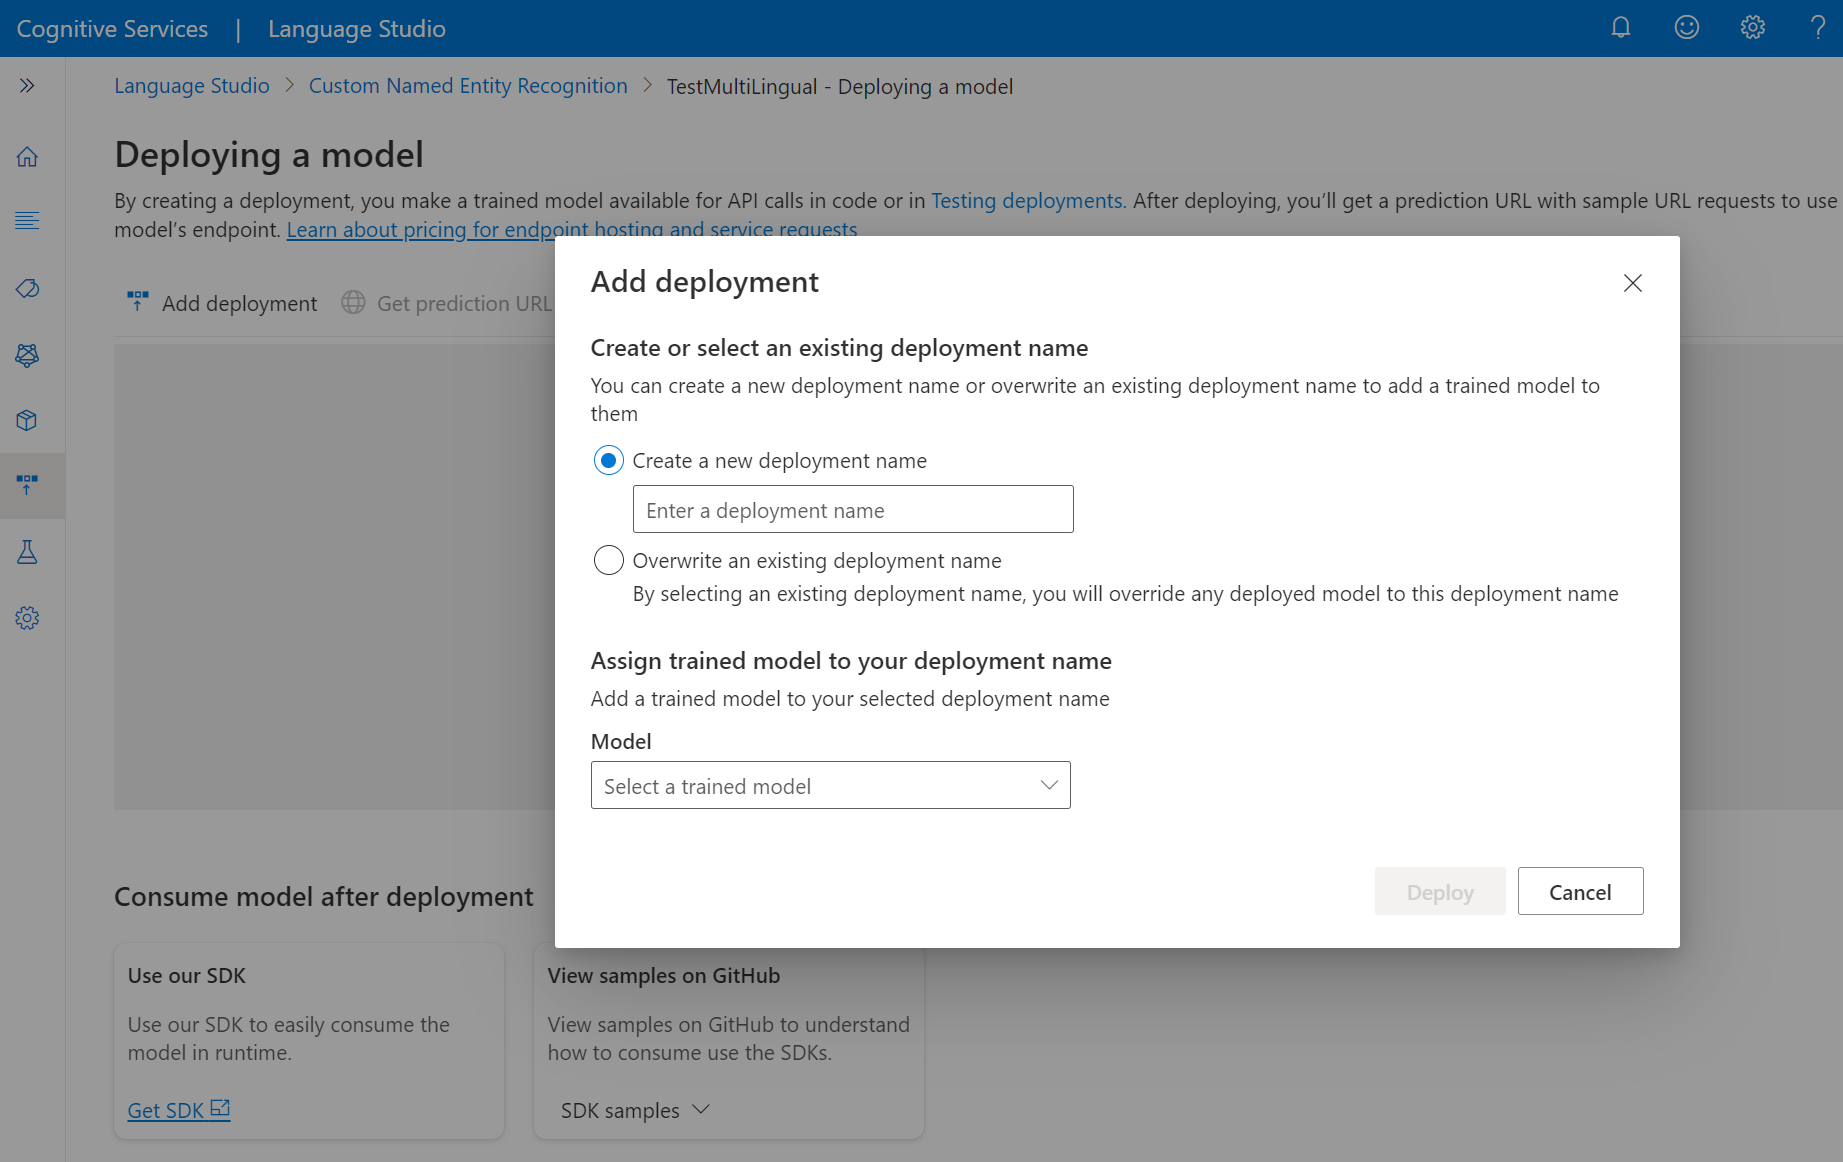 Cognitive Services | Language Studio
Language Studio > Custom Named Entity Recognition > TestMultiLingual - Deploying a model
Deploying a model
By creating a deployment, you make a trained model available for API calls in code or in Testing deployments. After deploying, you'll get a prediction URL with sample URL requests to use
model's endpoint. Learn about pricing for endpoint hosting and service requests
Add deployment Get prediction URL
Add deployment
Create or select an existing deployment name
You can create a new deployment name or overwrite an existing deployment name to add a trained model to
them
Create a new deployment name
Enter a deployment name
Overwrite an existing deployment name
By selecting an existing deployment name, you will override any deployed model to this deployment name
Assign trained model to your deployment name
Add a trained model to your selected deployment name
Model
Select a trained model
Deploy Cancel
Consume model after deployment
Use our SDK
Use our SDK to easily consume the
model in runtime.
Get SDK
View samples on GitHub
View samples on GitHub to understand
how to consume use the SDKs.
SDK samples